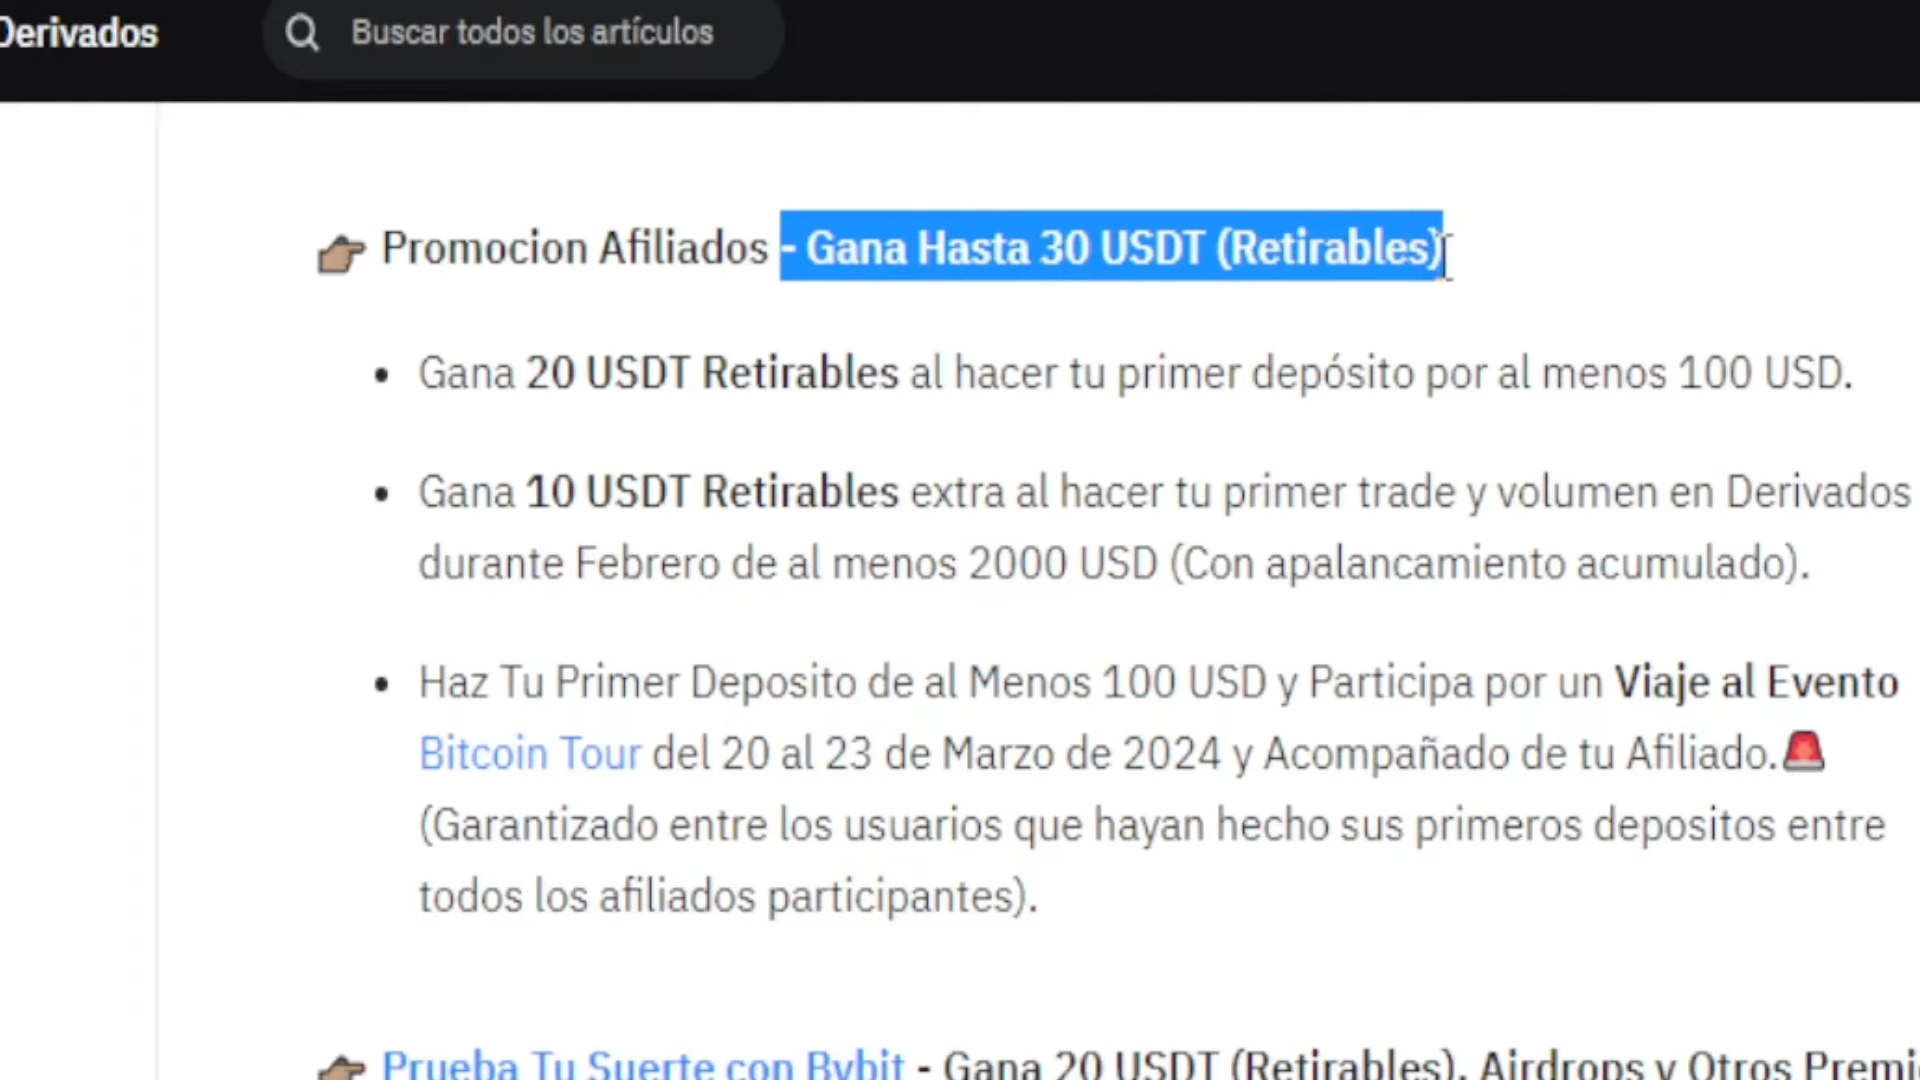 Derivados
Buscar todos los artículos
Promocion Afiliados - Gana Hasta 30 USDT (Retirables)
Gana 20 USDT Retirables al hacer tu primer depósito por al menos 100 USD.
Gana 10 USDT Retirables extra al hacer tu primer trade y volumen en Derivados
durante Febrero de al menos 2000 USD (Con apalancamiento acumulado).
Haz Tu Primer Deposito de al Menos 100 USD y Participa por un Viaje al Evento
Bitcoin Tour del 20 al 23 de Marzo de 2024 y Acompañado de tu Afiliado.
(Garantizado entre los usuarios que hayan hecho sus primeros depositos entre
todos los afiliados participantes).
Prueba Tu Suerte con Bybit - Gana 20 USDT (Retirables), Airdrops y Otros Premi